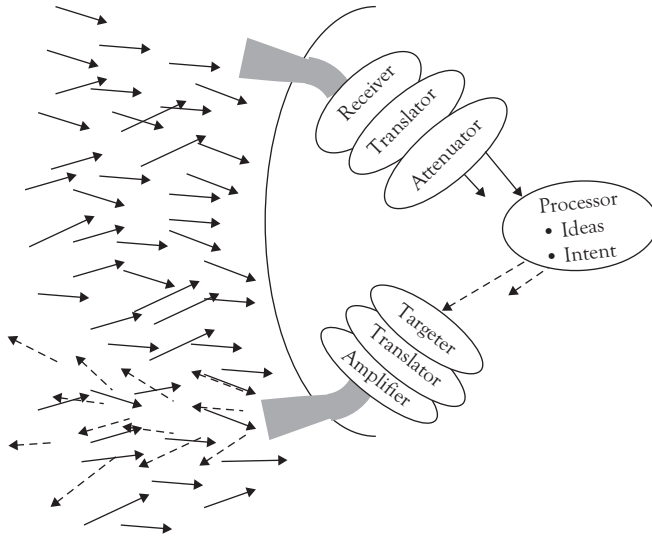 Receiver
Translator
Attenuator
Processor
• Ideas
• Intent
Targeter
Translator
Amplifier